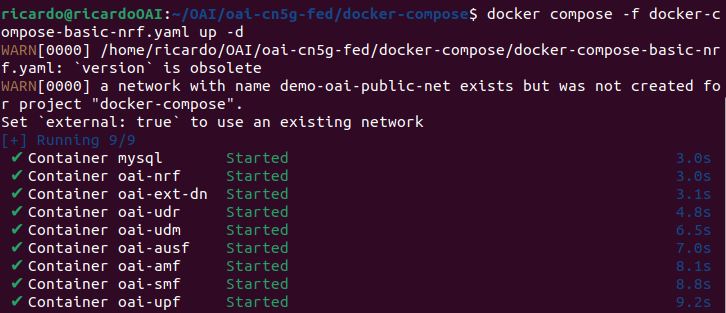 ricardo@ricardoOAI:~/OAI/oai-cn5g-fed/docker-compose$ docker compose -f docker-c
ompose-basic-nrf.yaml up -d
WARN[0000] /home/ricardo/OAI/oai-cn5g-fed/docker-compose/docker-compose-basic-nr
f.yaml: `version` is obsolete
WARN[0000] a network with name demo-oai-public-net exists but was not created fo
r project "docker-compose".
Set `external: true` to use an existing network
[+] Running 9/9
✔ Container mysql Started 3.0s
✔ Container oai-nrf Started 3.0s
✔ Container oai-ext-dn Started 3.1s
✔ Container oai-udr Started 4.8s
✔ Container oai-udm Started 6.5s
✔ Container oai-ausf Started 7.0s
✔ Container oai-amf Started 8.1s
✔ Container oai-smf Started 8.8s
✔ Container oai-upf Started 9.2s